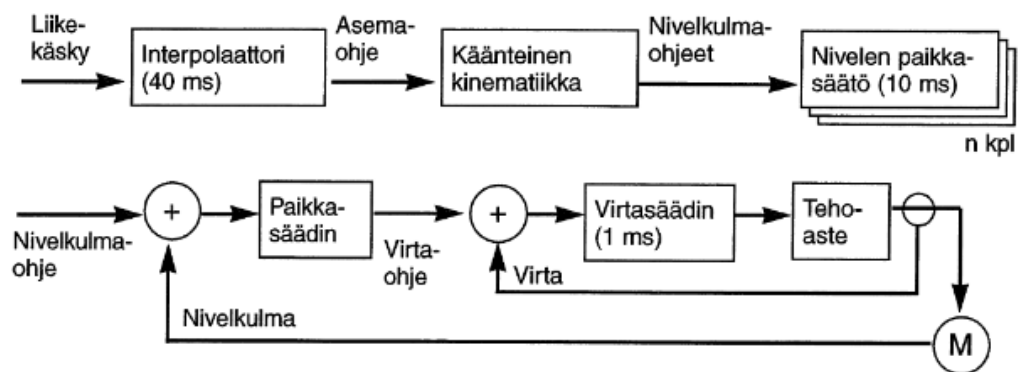 Liike-
käsky
Interpolaattori
(40 ms)
Asema-
ohje
Käänteinen
kinematiikka
Nivelkulma-
ohjeet
Nivelen paikka-
säätö (10 ms)
n kpl
Nivelkulma-
ohje
+
Paikka-
säädin
Virta-
ohje
+
Virtasäädin
(1 ms)
Teho-
aste
Virta
Nivelkulma
M